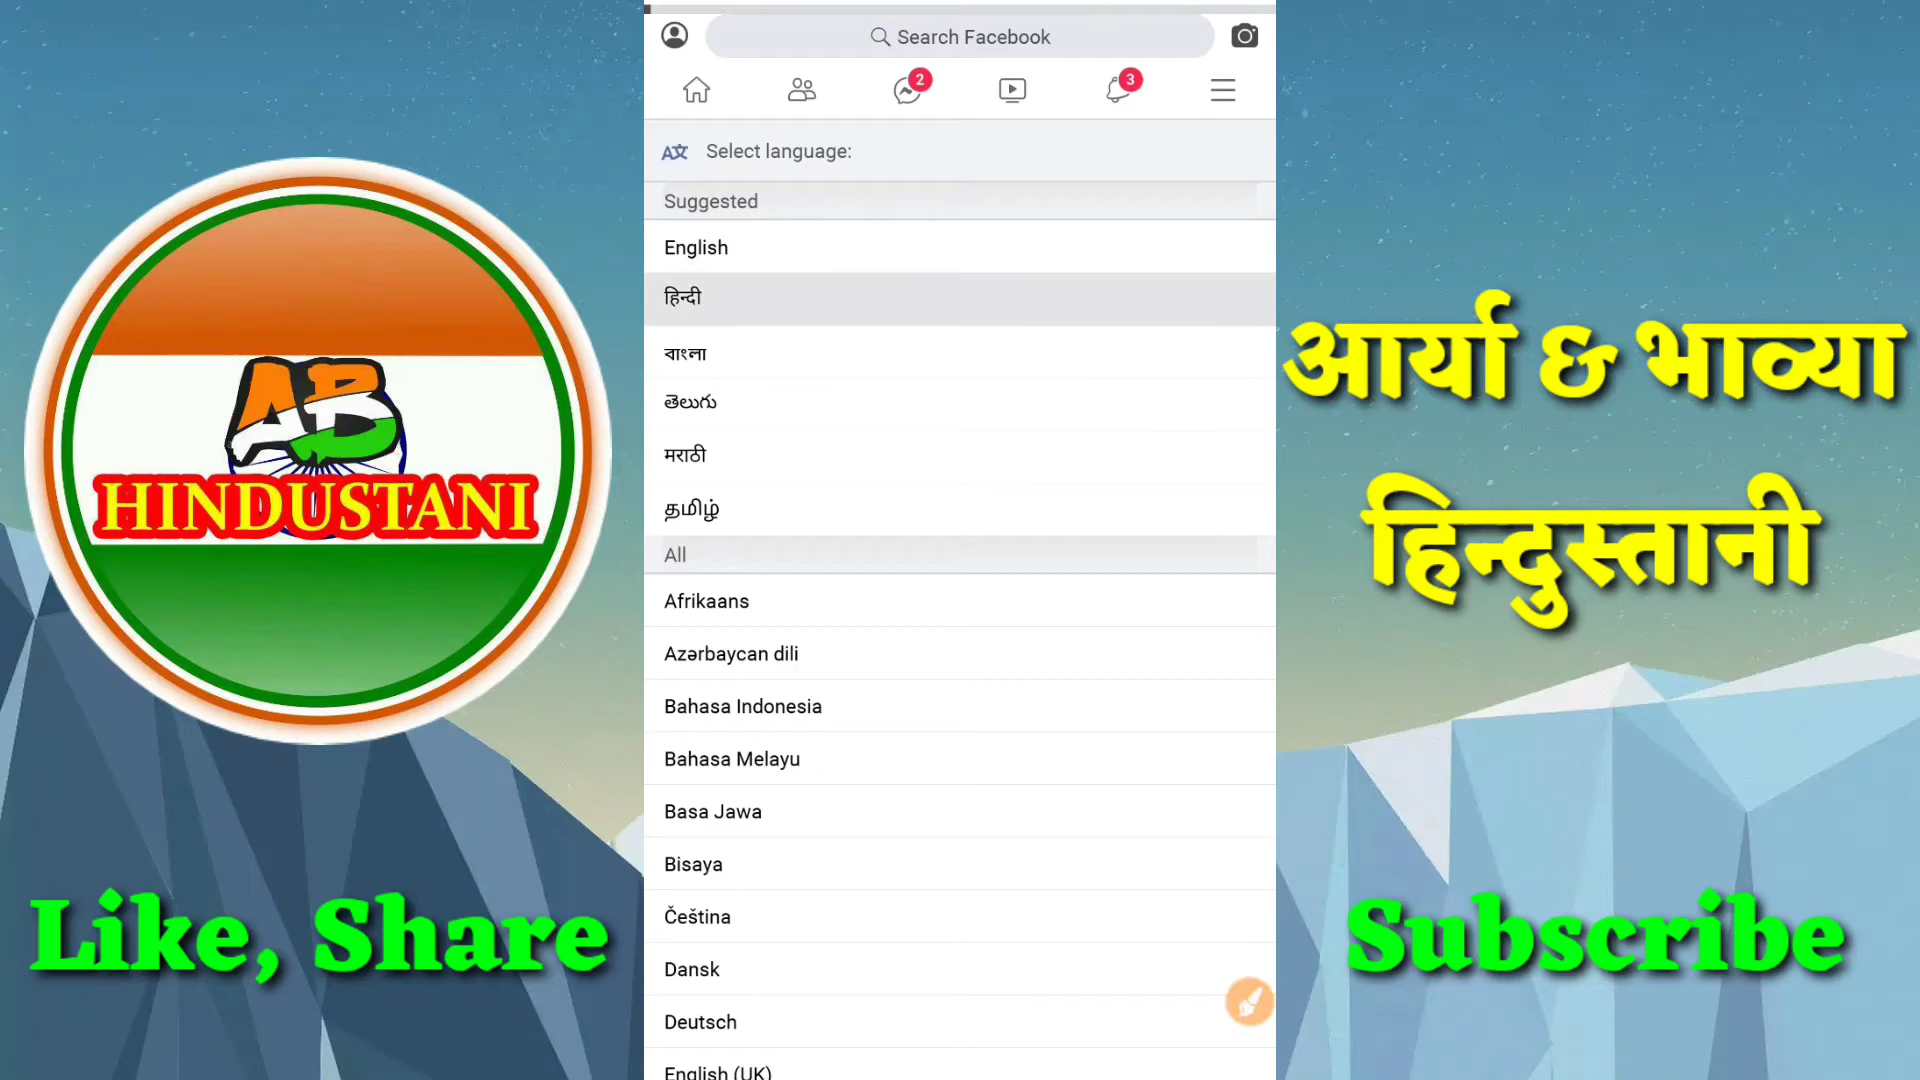 Search Facebook
2
3
Select language:
Suggested
English
हिन्दी
বাংলা
తెలుగు
मराठी
தமிழ்
All
Afrikaans
Azərbaycan dili
Bahasa Indonesia
Bahasa Melayu
Basa Jawa
Bisaya
Čeština
Dansk
Deutsch
English (UK)
AB
HINDUSTANI
Like, Share
आर्या & भाव्या
हिन्दुस्तानी
Subscribe